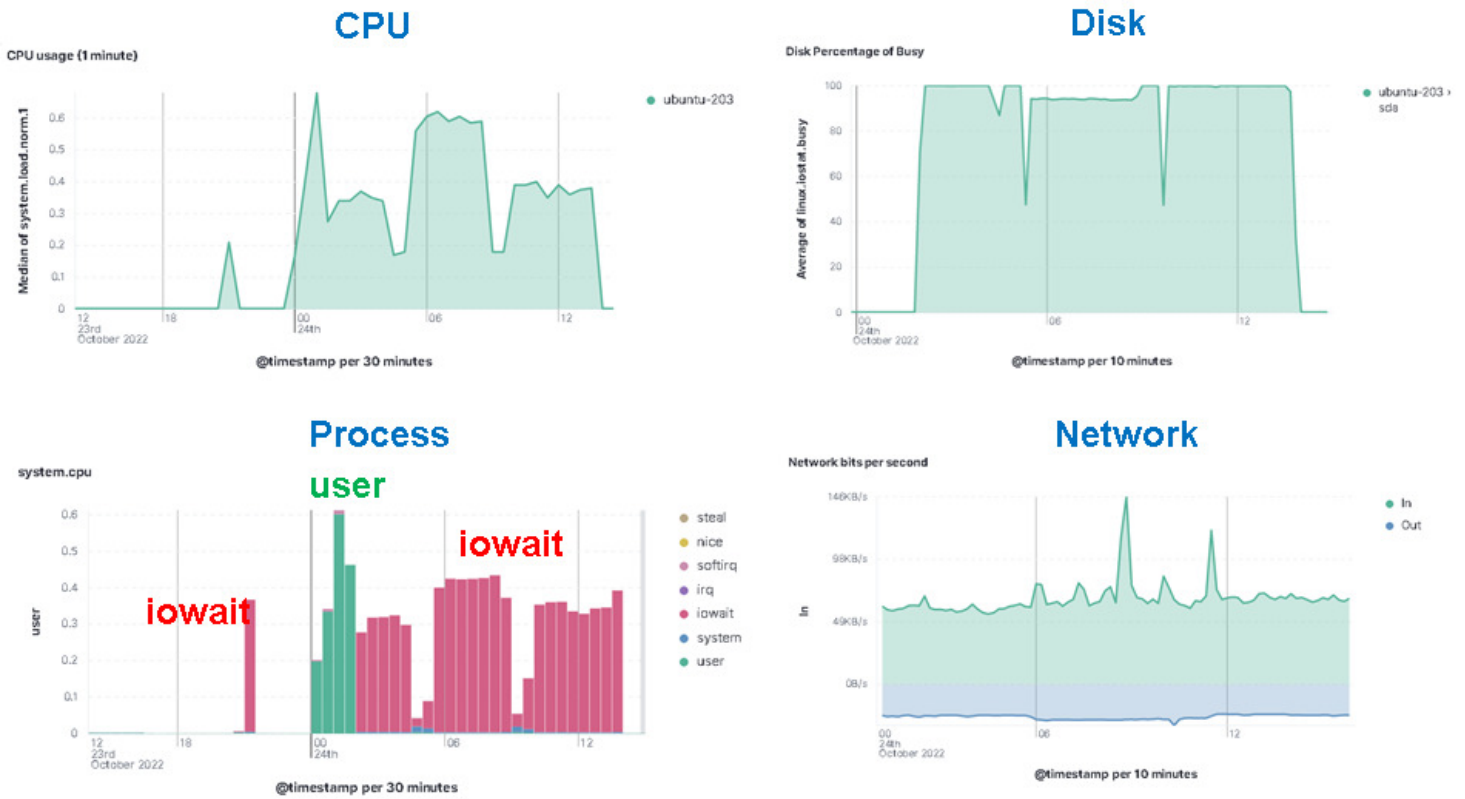 CPU
CPU usage (1 minute)
Median of system.load.norm.1
0.6
0.5
0.4
0.3
0.2
0.1
0
12
23rd
October 2022
18
00
24th
06
12
@timestamp per 30 minutes
ubuntu-203
Disk
Disk Percentage of Busy
Average of linux.iostat.busy
100
80
60
40
20
0
00
24th
October 2022
06
12
@timestamp per 10 minutes
ubuntu-203 ›
sda
Process
system.cpu
user
iowait
iowait
user
0.6
0.5
0.4
0.3
0.2
0.1
0
12
23rd
October 2022
18
00
24th
06
12
@timestamp per 30 minutes
steal
nice
softirq
irq
iowait
system
user
Network
Network bits per second
In
146KB/s
98KB/s
49KB/s
0B/s
00
24th
October 2022
06
12
@timestamp per 10 minutes
In
Out